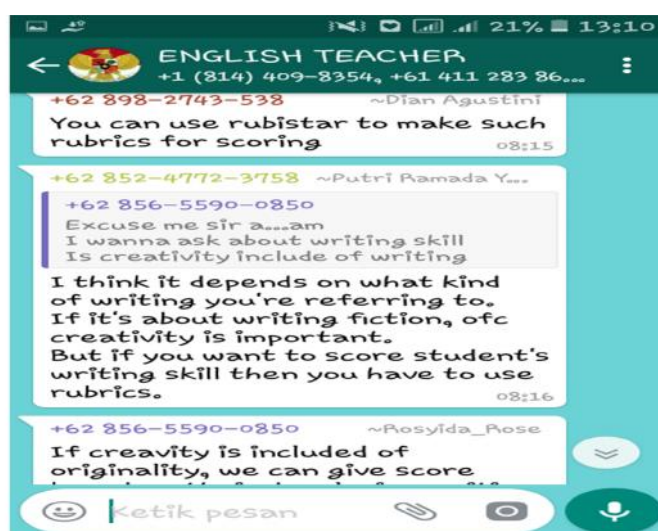 21% 13:10
ENGLISH TEACHER
+1 (814) 409-8354, +61 411 283 86...
+62 898-2743-538 ~Dian Agustini
You can use rubistar to make such
rubrics for scoring 08:15
+62 852-4772-3758 ~Putri Ramada Y...
+62 856-5590-0850
Excuse me sir a....am
I wanna ask about writing skill
Is creativity include of writing
I think it depends on what kind
of writing you're referring to.
If it's about writing fiction, ofc
creativity is important.
But if you want to score student's
writing skill then you have to use
rubrics. 08:16
+62 856-5590-0850 ~Rosyida_Rose
If creavity is included of
originality, we can give score
Ketik pesan